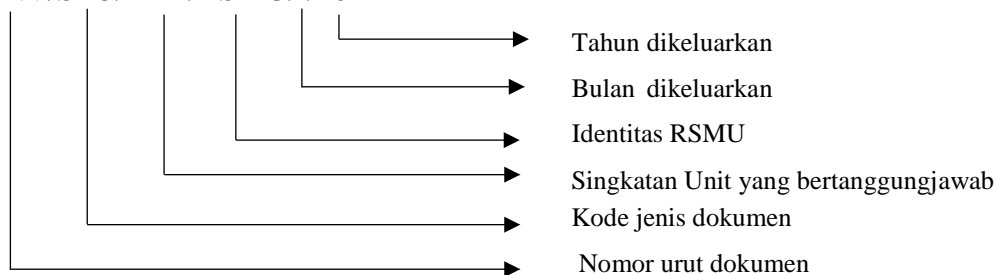 Tahun dikeluarkan
Bulan dikeluarkan
Identitas RSMU
Singkatan Unit yang bertanggungjawab
Kode jenis dokumen
Nomor urut dokumen